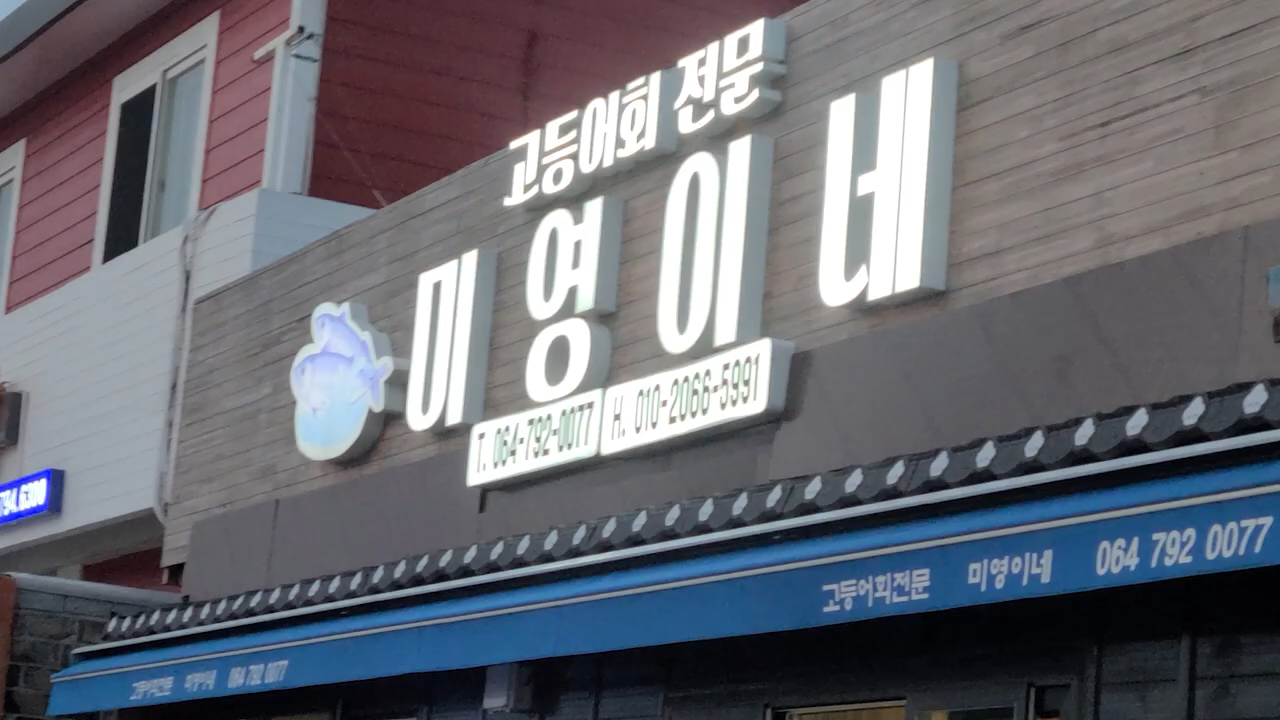 고등어회 전문
미영이네
T. 064-792-0077 H. 010-2066-5991
794.6300
고등어회전문 미영이네 064 792 0077
고등어회전문 미영이네 064 792 0077